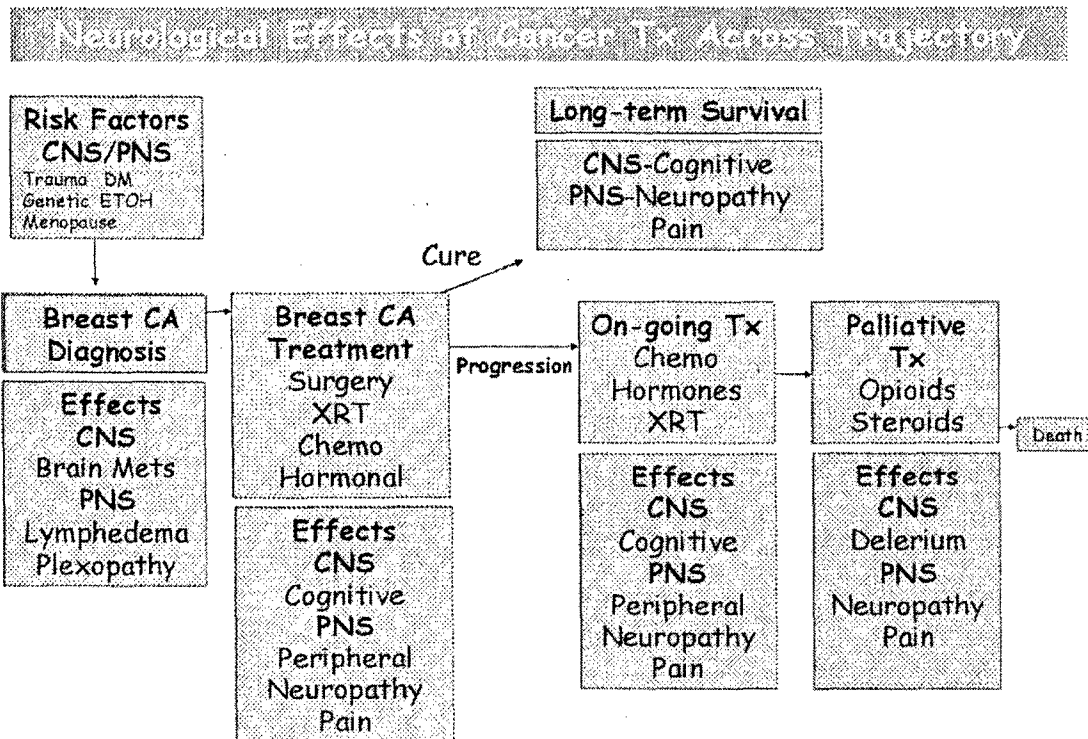 Neurological Effects of Cancer Tx Across Trajectory
Risk Factors
CNS/PNS
Trauma DM
Genetic ETOH
Menopause
Long-term Survival
CNS-Cognitive
PNS-Neuropathy
Pain
Cure
Breast CA
Diagnosis
Effects
CNS
Brain Mets
PNS
Lymphedema
Plexopathy
Breast CA
Treatment
Surgery
XRT
Chemo
Hormonal
Effects
CNS
Cognitive
PNS
Peripheral
Neuropathy
Pain
Progression
On-going Tx
Chemo
Hormones
XRT
Effects
CNS
Cognitive
PNS
Peripheral
Neuropathy
Pain
Palliative
Tx
Opioids
Steroids
Effects
CNS
Delerium
PNS
Neuropathy
Pain
Death